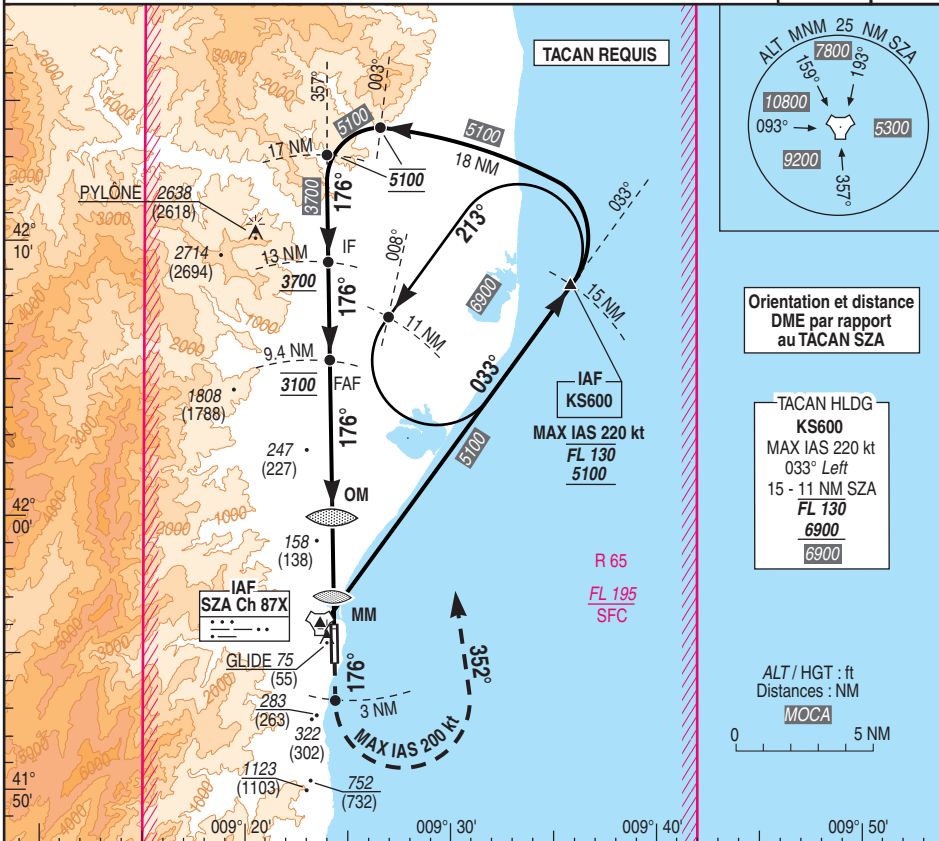 TACAN REQUIS
ALT MNM 25 NM SZA
7800
159°
193°
10800
093°
5300
9200
357°
2000
3000
1000
357°
003°
5100
5100
18 NM
17 NM
5100
3700
176°
PYLÔNE 2638
(2618)
42°
10'
2714
(2694)
13 NM
IF
3700
176°
008°
213°
11 NM
6900
033°
15 NM
9.4 NM
3100
FAF
176°
033°
5100
1808
(1788)
247
(227)
IAF
KS600
MAX IAS 220 kt
FL 130
5100
Orientation et distance
DME par rapport
au TACAN SZA
TACAN HLDG
KS600
MAX IAS 220 kt
033° Left
15 - 11 NM SZA
FL 130
6900
6900
42°
00'
OM
158
(138)
R 65
FL 195
SFC
IAF
SZA Ch 87X
MM
GLIDE 75
(55)
176°
352°
3 NM
MAX IAS 200 kt
283
(263)
322
(302)
1123
(1103)
752
(732)
41°
50'
ALT / HGT : ft
Distances : NM
MOCA
0 5 NM
009° 20'
009° 30'
009° 40'
009° 50'